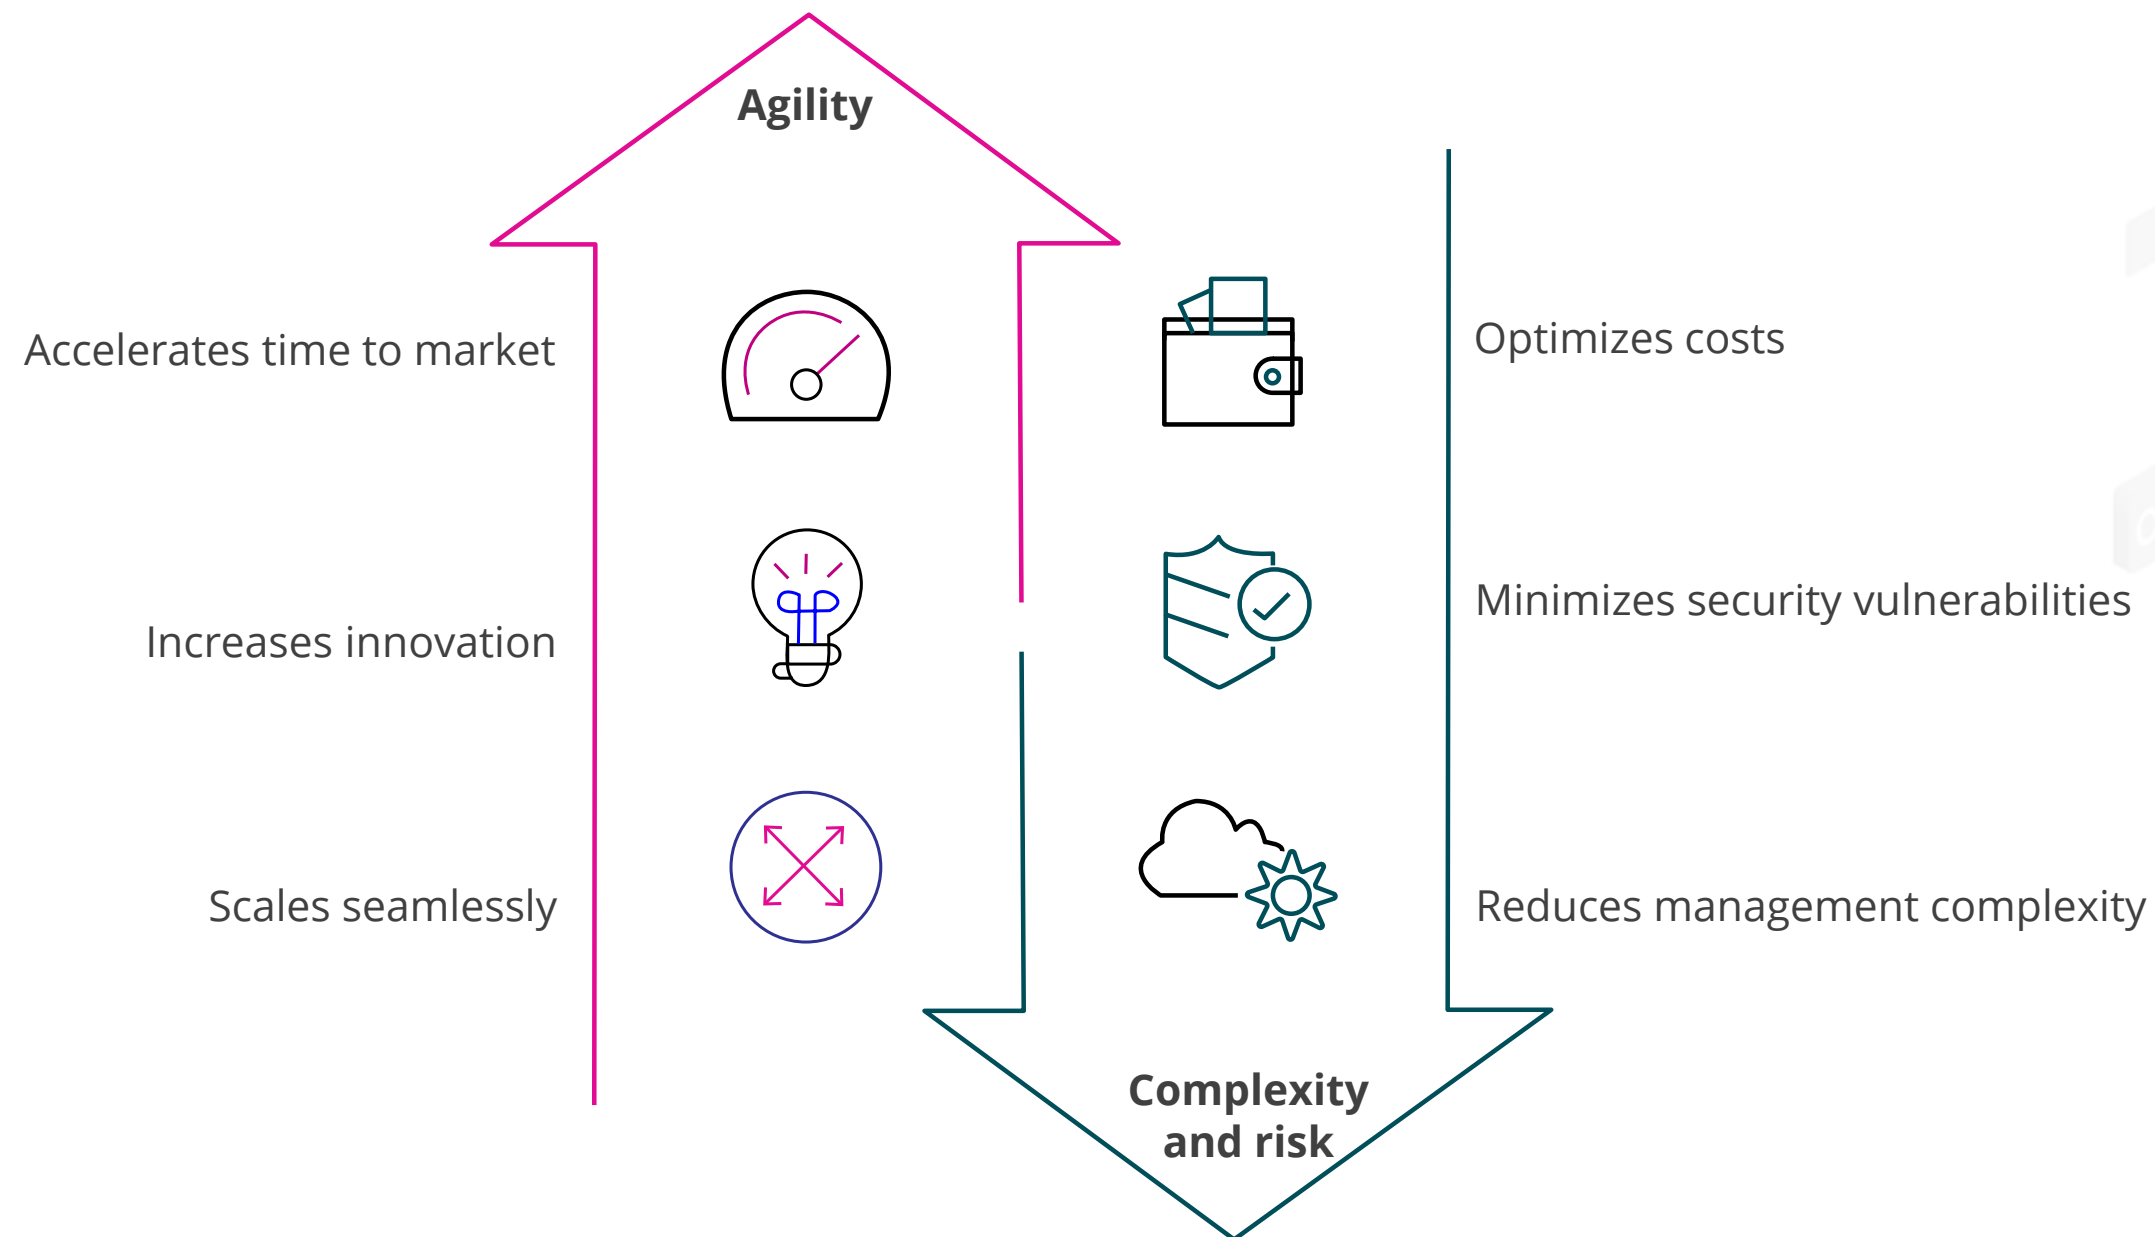 Agility
Accelerates time to market
Increases innovation
Scales seamlessly
Optimizes costs
Minimizes security vulnerabilities
Reduces management complexity
Complexity
and risk